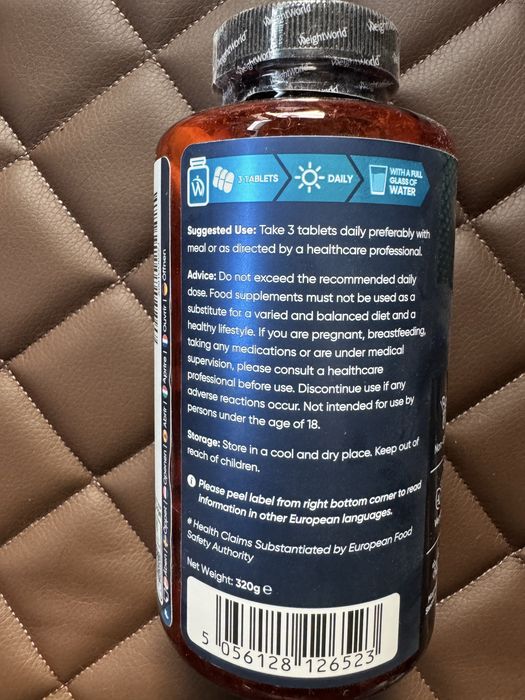 WeightWorld
3 TABLETS
DAILY
WITH A FULL
GLASS OF
WATER
Suggested Use: Take 3 tablets daily preferably with
meal or as directed by a healthcare professional.
Advice: Do not exceed the recommended daily
dose. Food supplements must not be used as a
substitute for a varied and balanced diet and a
healthy lifestyle. If you are pregnant, breastfeeding,
taking any medications or are under medical
supervision, please consult a healthcare
professional before use. Discontinue use if any
adverse reactions occur. Not intended for use by
persons under the age of 18.
Storage: Store in a cool and dry place. Keep out of
reach of children.
Please peel label from right bottom corner to read
information in other European languages.
# Health Claims Substantiated by European Food
Safety Authority
Net Weight: 320g e
5 056128 126523
Abrir | Aprire | Ouvrir | Öffnen